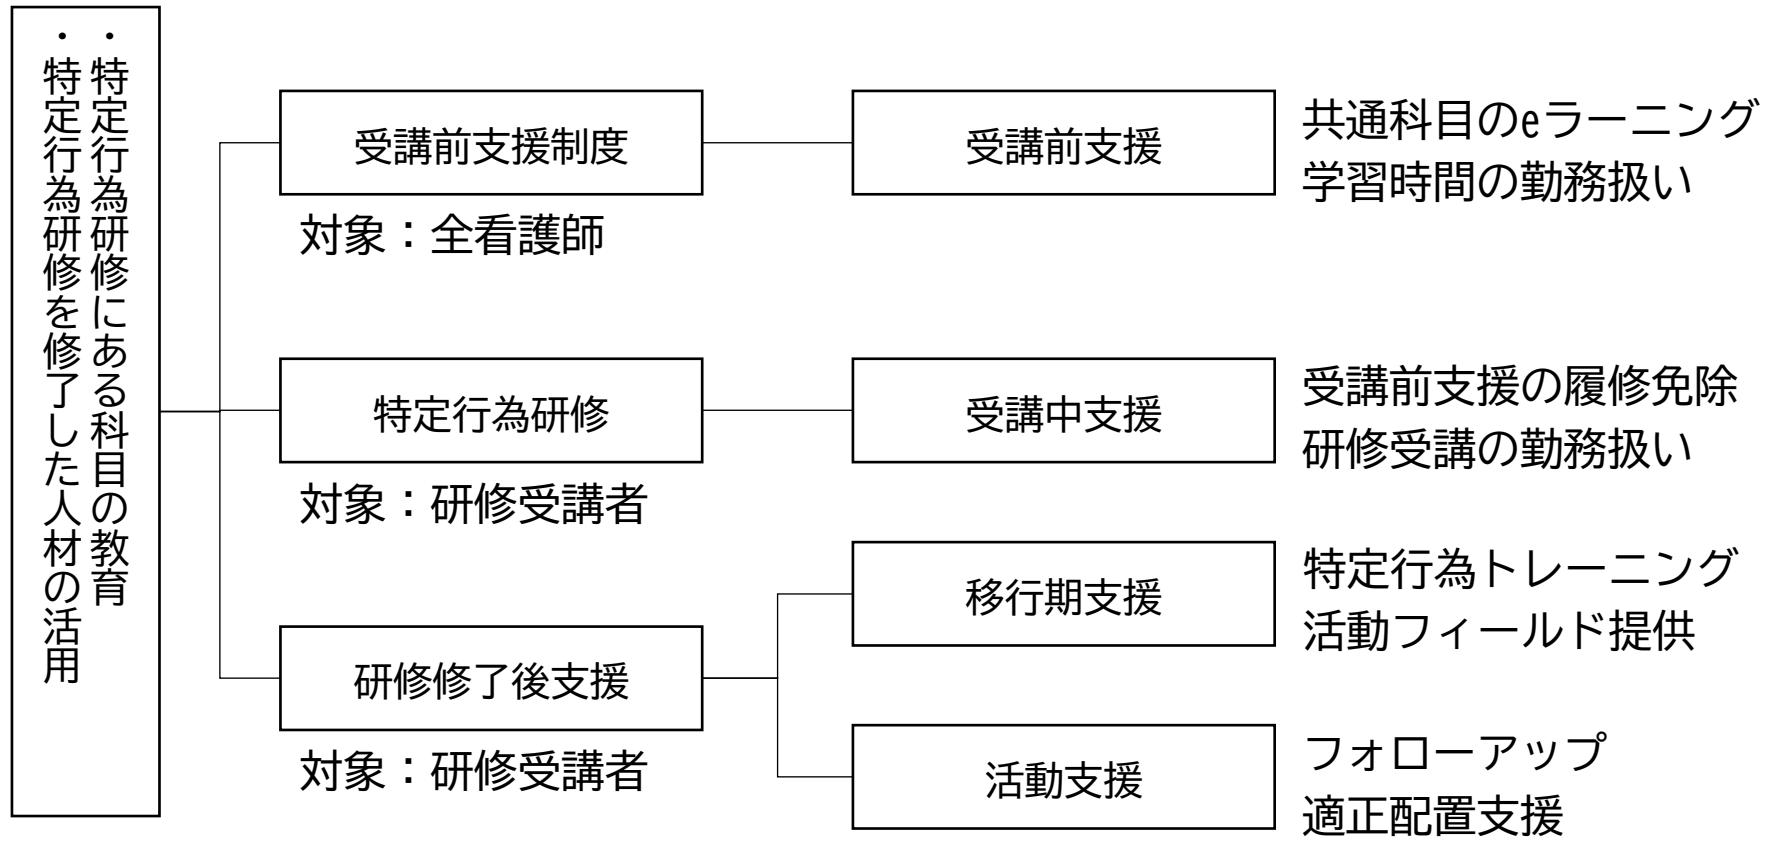 ・特定行為研修にある科目の教育
・特定行為研修を修了した人材の活用
受講前支援制度
対象：全看護師
受講前支援
共通科目のeラーニング
学習時間の勤務扱い
特定行為研修
対象：研修受講者
受講中支援
受講前支援の履修免除
研修受講の勤務扱い
研修修了後支援
対象：研修受講者
移行期支援
特定行為トレーニング
活動フィールド提供
活動支援
フォローアップ
適正配置支援